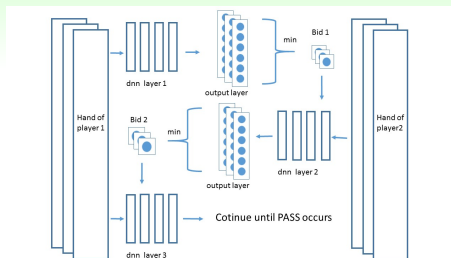 min
Bid 1
dnn layer 1
output layer
Hand of
player 1
Bid 2
min
Hand of
player2
dnn layer 2
output layer
Cotinue until PASS occurs
dnn layer 3